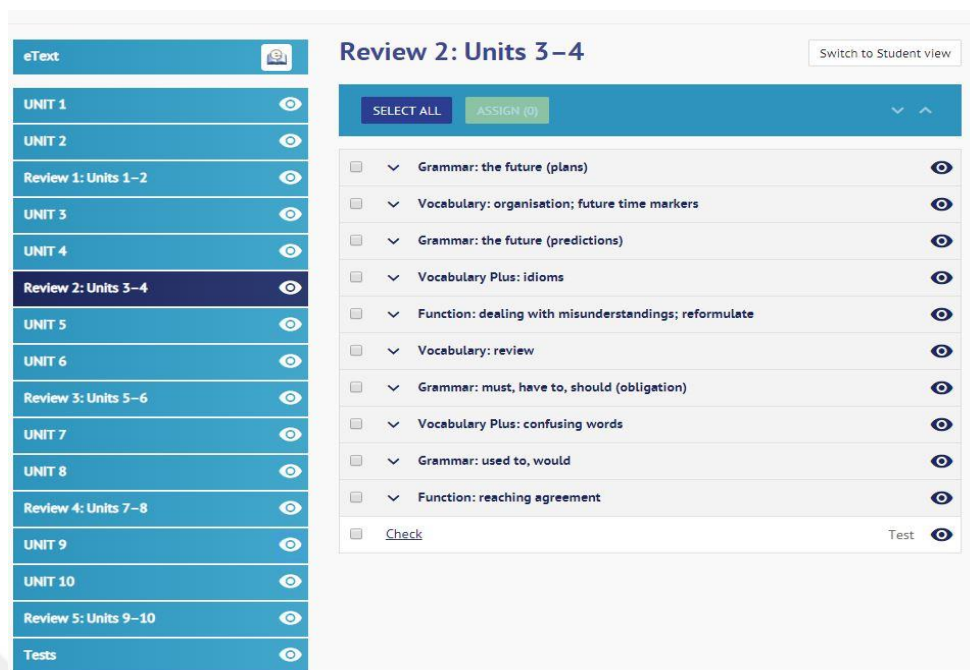 eText
UNIT 1
UNIT 2
Review 1: Units 1–2
UNIT 3
UNIT 4
Review 2: Units 3–4
UNIT 5
UNIT 6
Review 3: Units 5–6
UNIT 7
UNIT 8
Review 4: Units 7–8
UNIT 9
UNIT 10
Review 5: Units 9–10
Tests
Review 2: Units 3–4
Switch to Student view
SELECT ALL
ASSIGN (0)
Grammar: the future (plans)
Vocabulary: organisation; future time markers
Grammar: the future (predictions)
Vocabulary Plus: idioms
Function: dealing with misunderstandings; reformulate
Vocabulary: review
Grammar: must, have to, should (obligation)
Vocabulary Plus: confusing words
Grammar: used to, would
Function: reaching agreement
Check Test